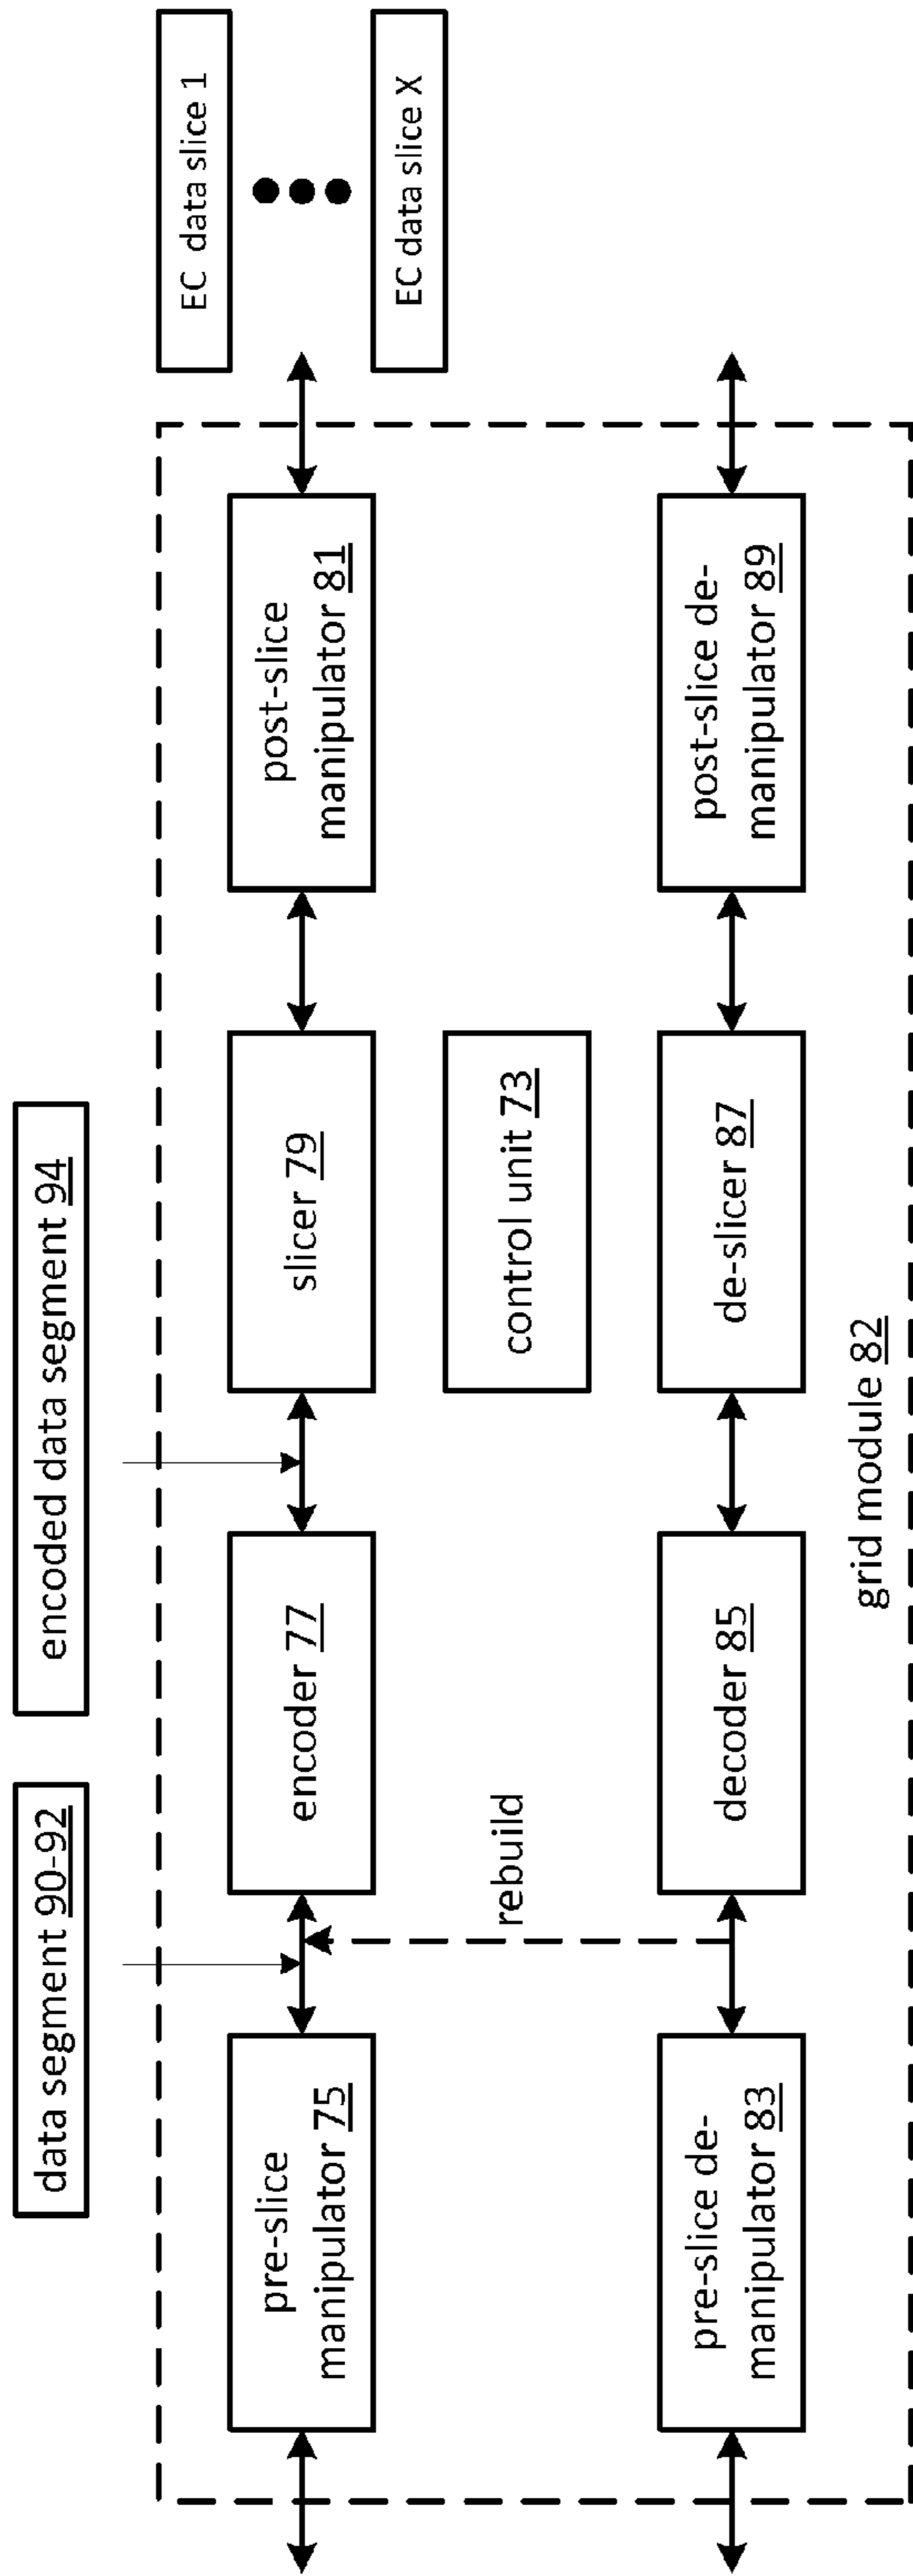 data segment 90-92
encoded data segment 94
EC data slice 1
EC data slice X
pre-slice
manipulator 75
encoder 77
slicer 79
post-slice
manipulator 81
rebuild
control unit 73
pre-slice de-
manipulator 83
decoder 85
de-slicer 87
post-slice de-
manipulator 89
grid module 82